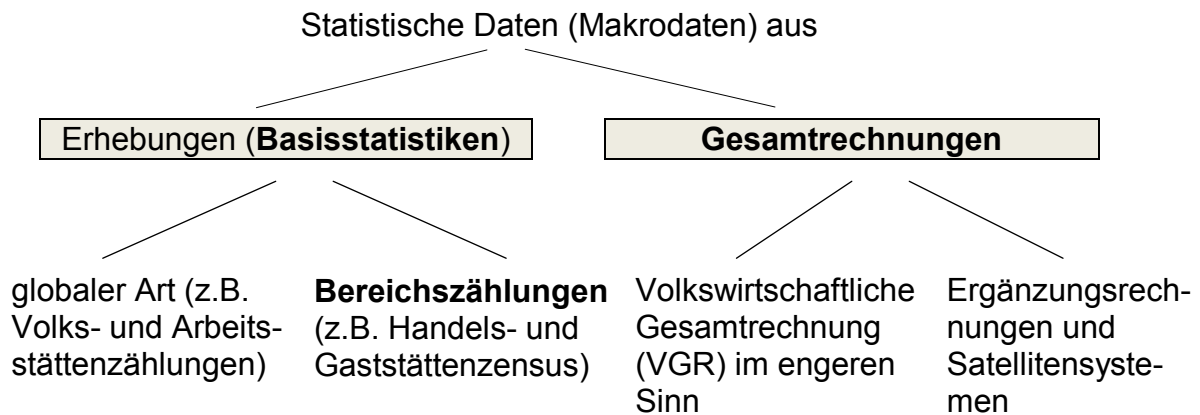 Statistische Daten (Makrodaten) aus
Erhebungen (Basisstatistiken)
Gesamtrechnungen
globaler Art (z.B.
Volks- und Arbeits-
stättenzählungen)
Bereichszählungen
(z.B. Handels- und
Gaststättenzensus)
Volkswirtschaftliche
Gesamtrechnung
(VGR) im engeren
Sinn
Ergänzungsrech-
nungen und
Satellitensyste-
men